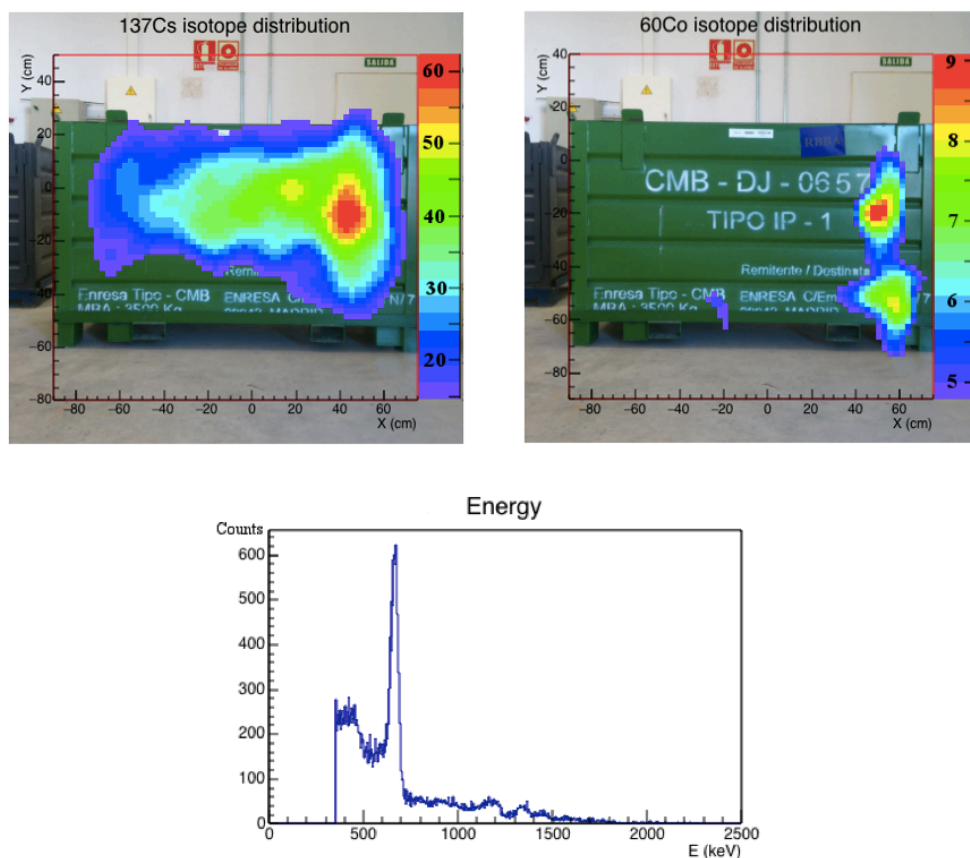 137Cs isotope distribution
Y (cm)
40
20
0
−20
−40
−60
−80
−80 −60 −40 −20 0 20 40 60
X (cm)
60
50
40
30
20
SALIDA
Enresa Tipo - CMB ENRESA
MBA : 3500 Kg
60Co isotope distribution
Y (cm)
40
20
0
−20
−40
−60
−80
−80 −60 −40 −20 0 20 40 60
X (cm)
9
8
7
6
5
SALIDA
CMB - DJ - 0657
TIPO IP - 1
Remitente / Destinata
Enresa Tipo - CMB ENRESA C/Em
Energy
Counts
600
500
400
300
200
100
0
0 500 1000 1500 2000 2500
E (keV)